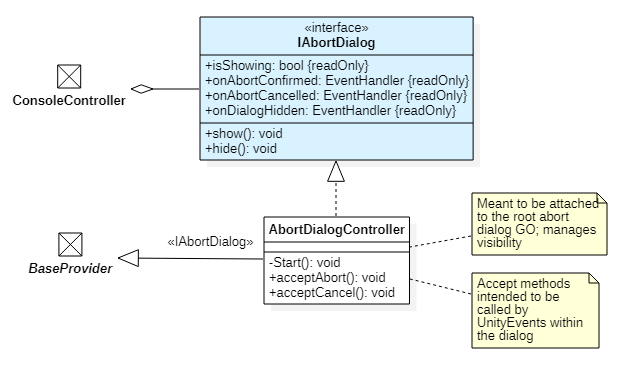 «interface»
IAbortDialog
+isShowing: bool {readOnly}
+onAbortConfirmed: EventHandler {readOnly}
+onAbortCancelled: EventHandler {readOnly}
+onDialogHidden: EventHandler {readOnly}
+show(): void
+hide(): void
ConsoleController
AbortDialogController
-Start(): void
+acceptAbort(): void
+acceptCancel(): void
«IAbortDialog»
BaseProvider
Meant to be attached
to the root abort
dialog GO; manages
visibility
Accept methods
intended to be
called by
UnityEvents within
the dialog